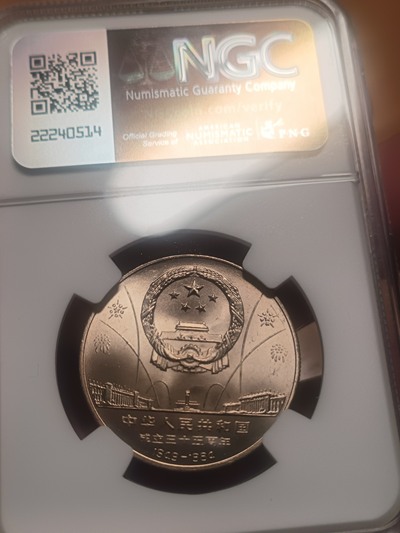 NGC
Numismatic Guaranty Company
22240514
Official Grading
Service of
NUMISMATIC
PNG
中华人民共和国
成立三十五周年
1949-1984